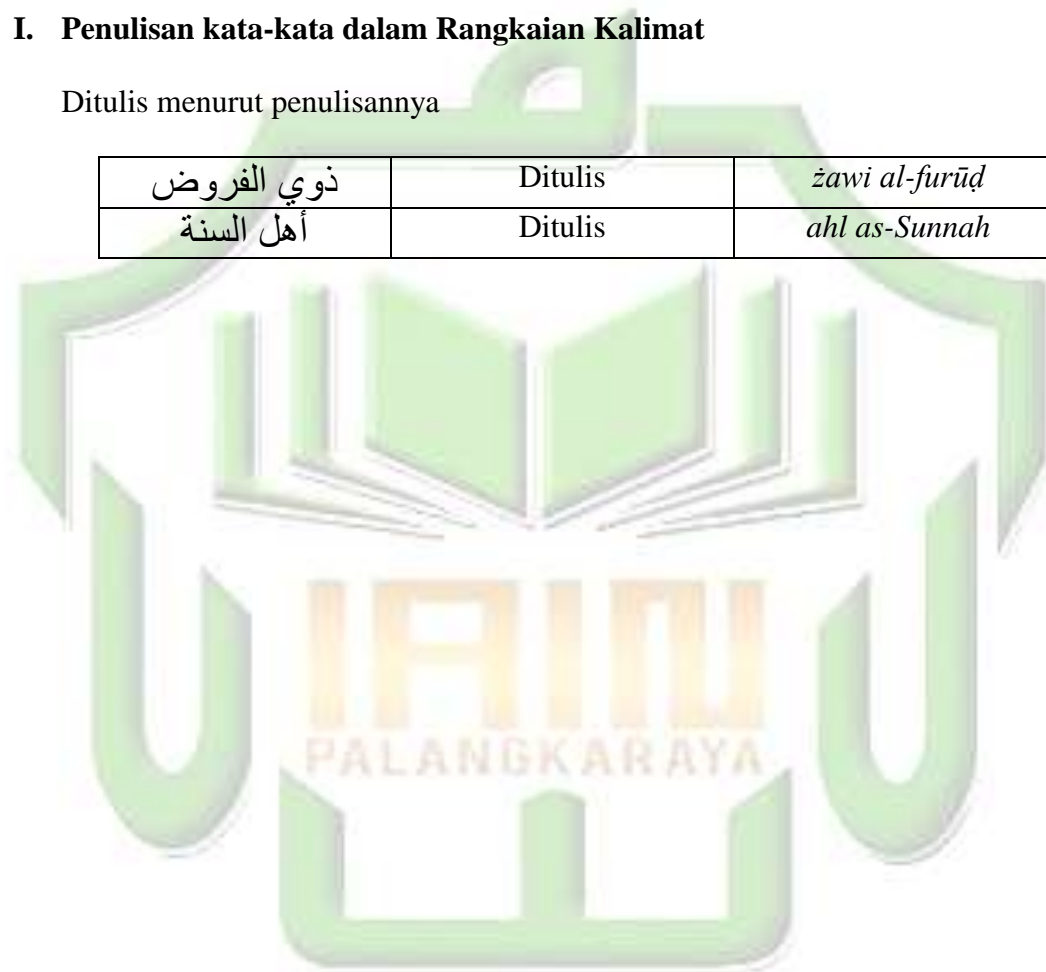 I. Penulisan kata-kata dalam Rangkaian Kalimat
Ditulis menurut penulisannya
ذوي الفروض Ditulis żawi al-furūḍ
أهل السنة Ditulis ahl as-Sunnah
IAIN
PALANGKARAYA